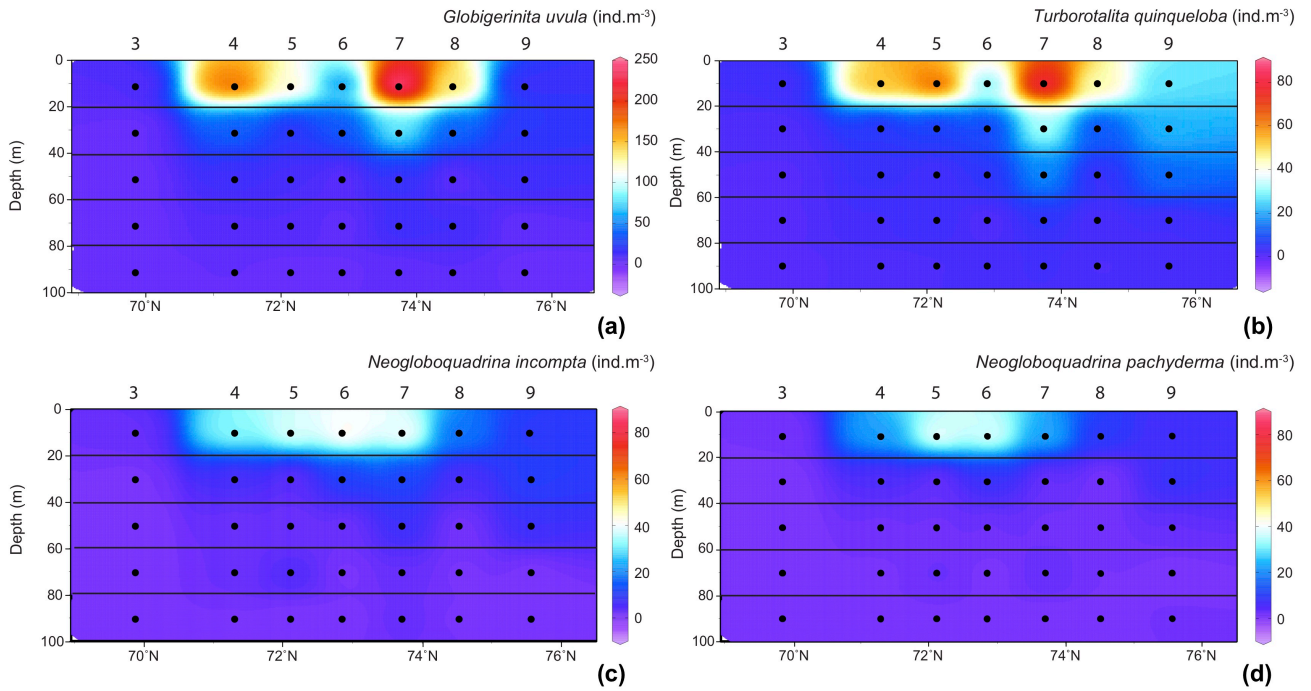 Globigerinita uvula (ind.m-3)
3 4 5 6 7 8 9
0
20
40
60
80
100
Depth (m)
70°N 72°N 74°N 76°N
250
200
150
100
50
0
(a)
Turborotalita quinqueloba (ind.m-3)
3 4 5 6 7 8 9
0
20
40
60
80
100
Depth (m)
70°N 72°N 74°N 76°N
80
60
40
20
0
(b)
Neogloboquadrina incompta (ind.m-3)
3 4 5 6 7 8 9
0
20
40
60
80
100
Depth (m)
70°N 72°N 74°N 76°N
80
60
40
20
0
(c)
Neogloboquadrina pachyderma (ind.m-3)
3 4 5 6 7 8 9
0
20
40
60
80
100
Depth (m)
70°N 72°N 74°N 76°N
80
60
40
20
0
(d)